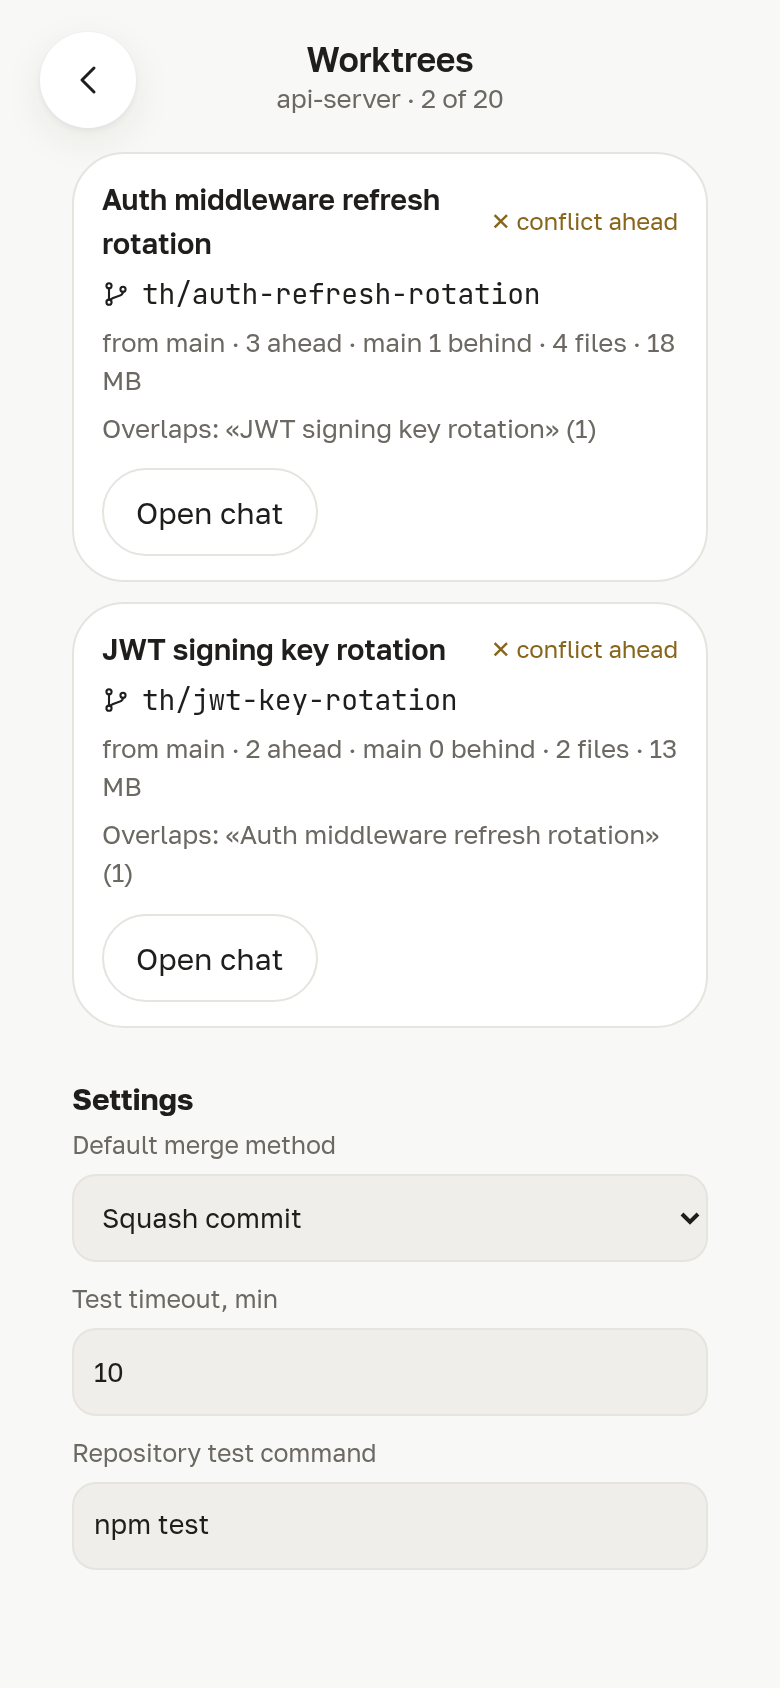 Worktrees
api-server · 2 of 20
Auth middleware refresh
rotation
✕ conflict ahead
th/auth-refresh-rotation
from main · 3 ahead · main 1 behind · 4 files · 18
MB
Overlaps: «JWT signing key rotation» (1)
Open chat
JWT signing key rotation
✕ conflict ahead
th/jwt-key-rotation
from main · 2 ahead · main 0 behind · 2 files · 13
MB
Overlaps: «Auth middleware refresh rotation»
(1)
Open chat
Settings
Default merge method
Squash commit
Test timeout, min
10
Repository test command
npm test